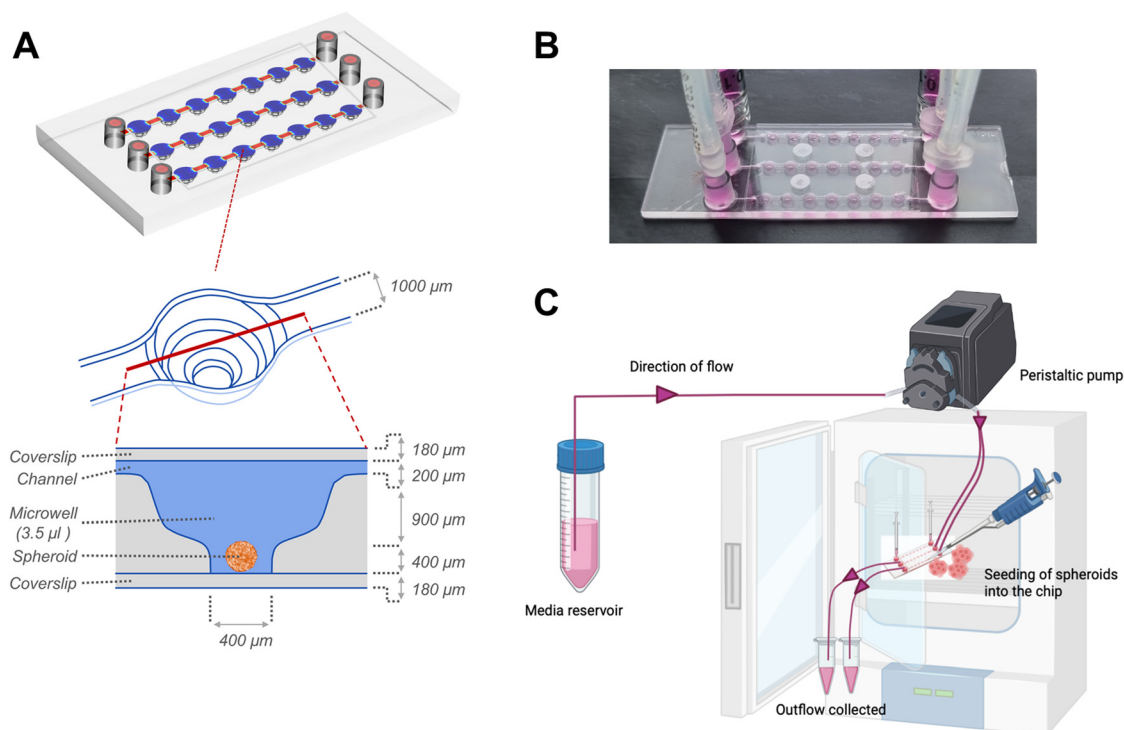 A
B
1000 µm
C
Direction of flow
Peristaltic pump
Coverslip
180 µm
Channel
200 µm
Microwell
(3.5 µl )
900 µm
Spheroid
400 µm
Coverslip
180 µm
400 µm
Media reservoir
Seeding of spheroids
into the chip
Outflow collected